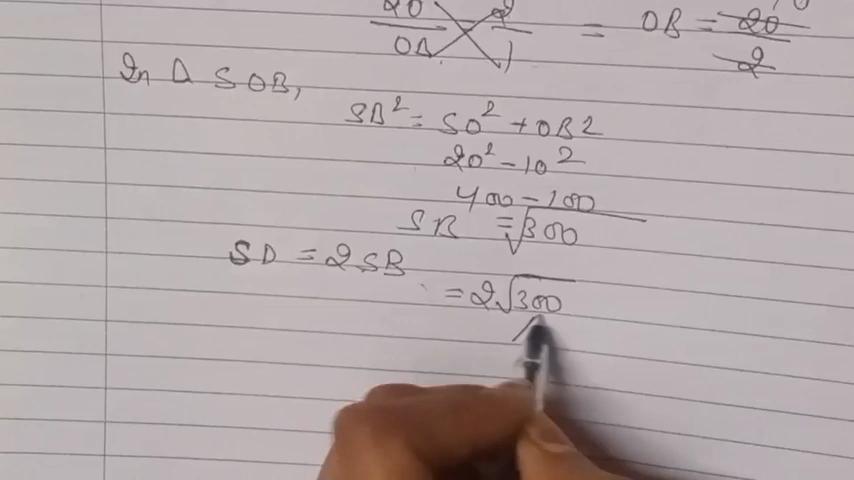 20/OB = 2/1 = OB = 20/2 10
In Δ SOB,
SB² = SO² + OB2
20² - 10²
400 - 100
SB = √300
SD = 2SB
= 2√300